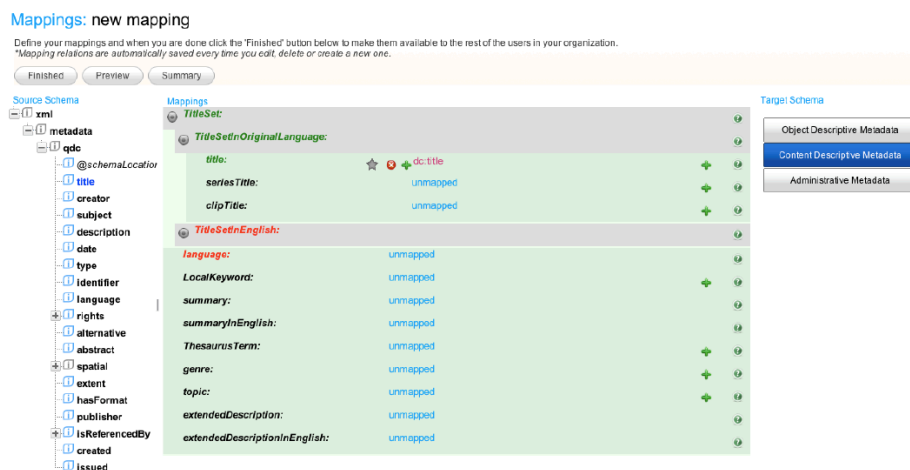 Mappings: new mapping
Define your mappings and when you are done click the 'Finished' button below to make them available to the rest of the users in your organization.
*Mapping relations are automatically saved every time you edit, delete or create a new one.
Finished Preview Summary
Source Schema
xml
metadata
qdc
@schemaLocation
title
creator
subject
description
date
type
identifier
language
rights
alternative
abstract
spatial
extent
hasFormat
publisher
isReferencedBy
created
issued
Mappings
TitleSet:
TitleSetInOriginalLanguage:
title: dc:title
seriesTitle: unmapped
clipTitle: unmapped
TitleSetInEnglish:
language: unmapped
LocalKeyword: unmapped
summary: unmapped
summaryInEnglish: unmapped
ThesaurusTerm: unmapped
genre: unmapped
topic: unmapped
extendedDescription: unmapped
extendedDescriptionInEnglish: unmapped
Target Schema
Object Descriptive Metadata
Content Descriptive Metadata
Administrative Metadata